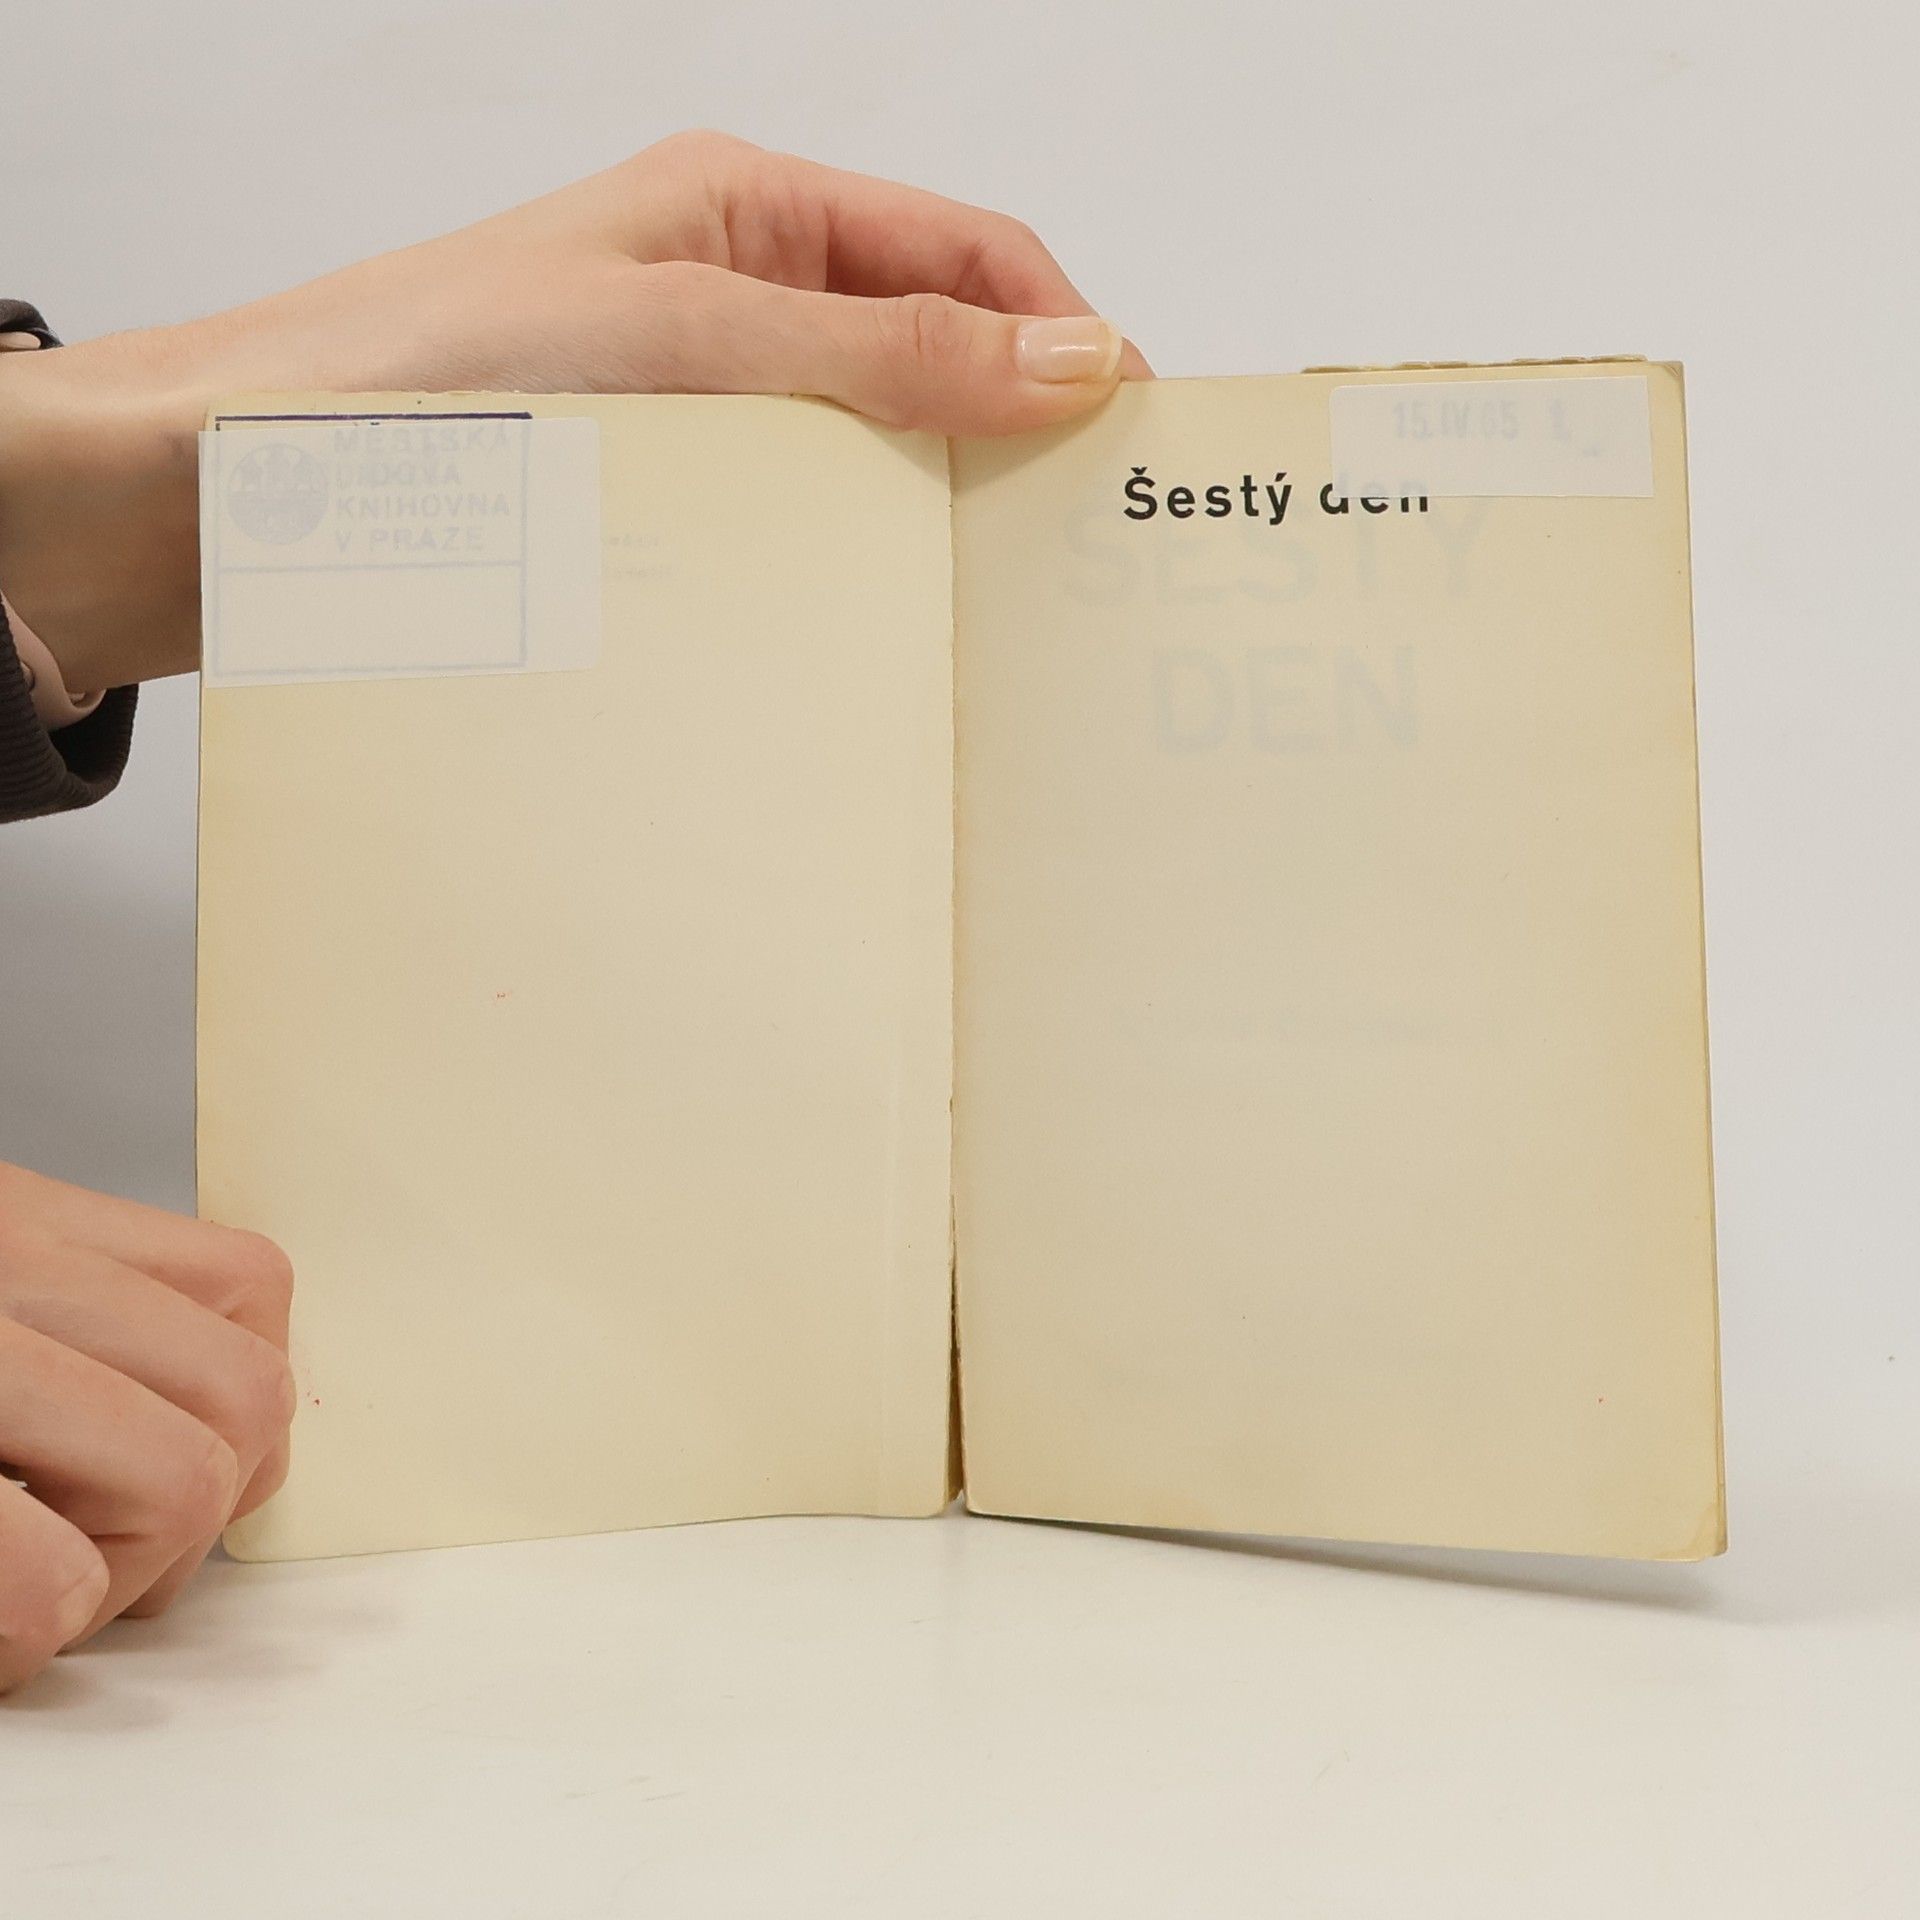 MĚSTSKÁ
LIDOVÁ
KNIHOVNA
V PRAZE
15.IV.65
Šestý den
ŠESTÝ
DEN